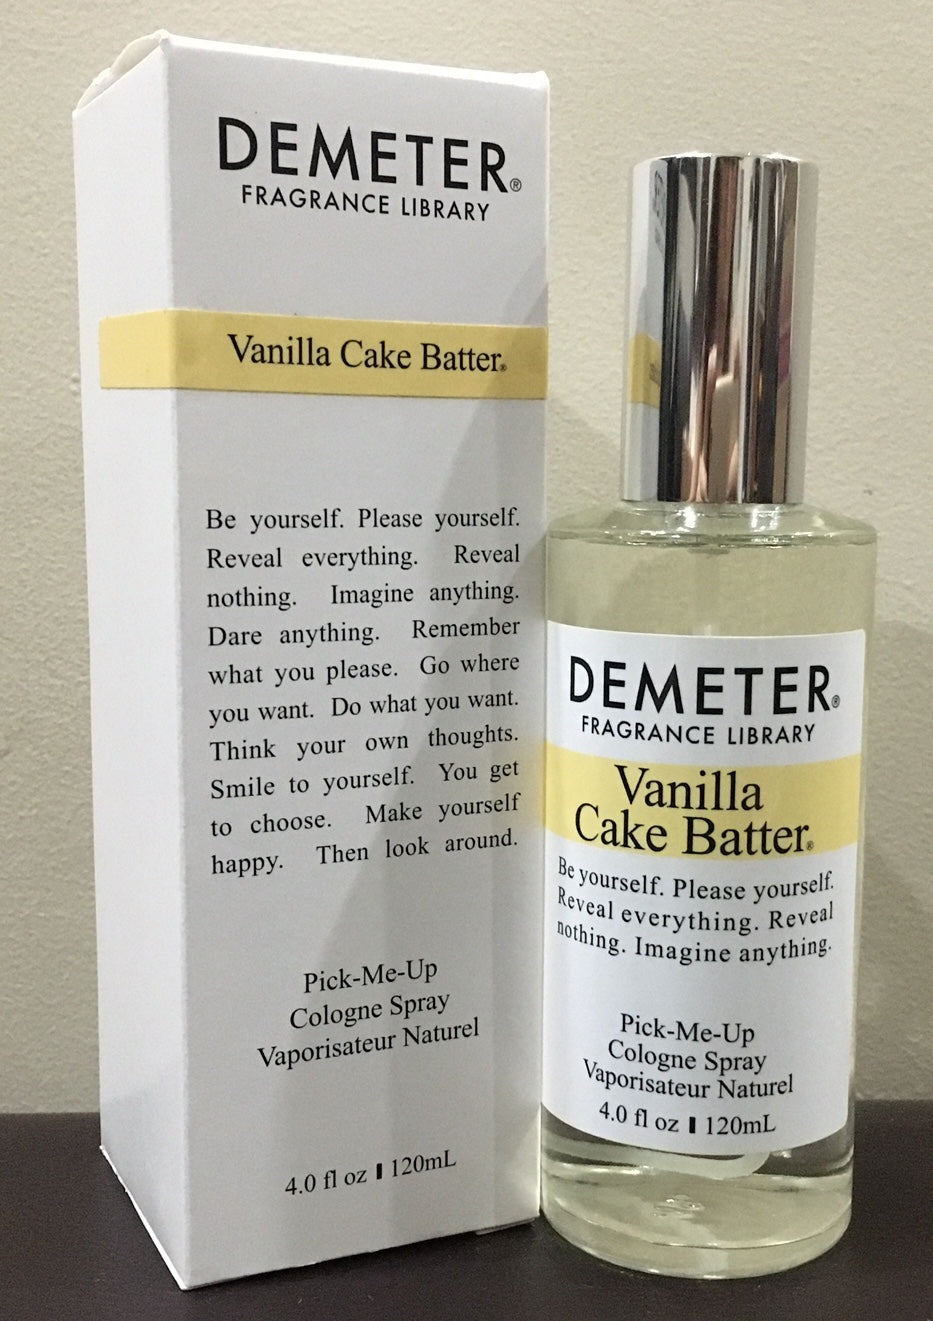 DEMETER®
FRAGRANCE LIBRARY
Vanilla Cake Batter®
Be yourself. Please yourself.
Reveal everything. Reveal
nothing. Imagine anything.
Dare anything. Remember
what you please. Go where
you want. Do what you want.
Think your own thoughts.
Smile to yourself. You get
to choose. Make yourself
happy. Then look around.
Pick-Me-Up
Cologne Spray
Vaporisateur Naturel
4.0 fl oz ▮ 120mL
DEMETER®
FRAGRANCE LIBRARY
Vanilla
Cake Batter®
Be yourself. Please yourself.
Reveal everything. Reveal
nothing. Imagine anything.
Pick-Me-Up
Cologne Spray
Vaporisateur Naturel
4.0 fl oz ▮ 120mL